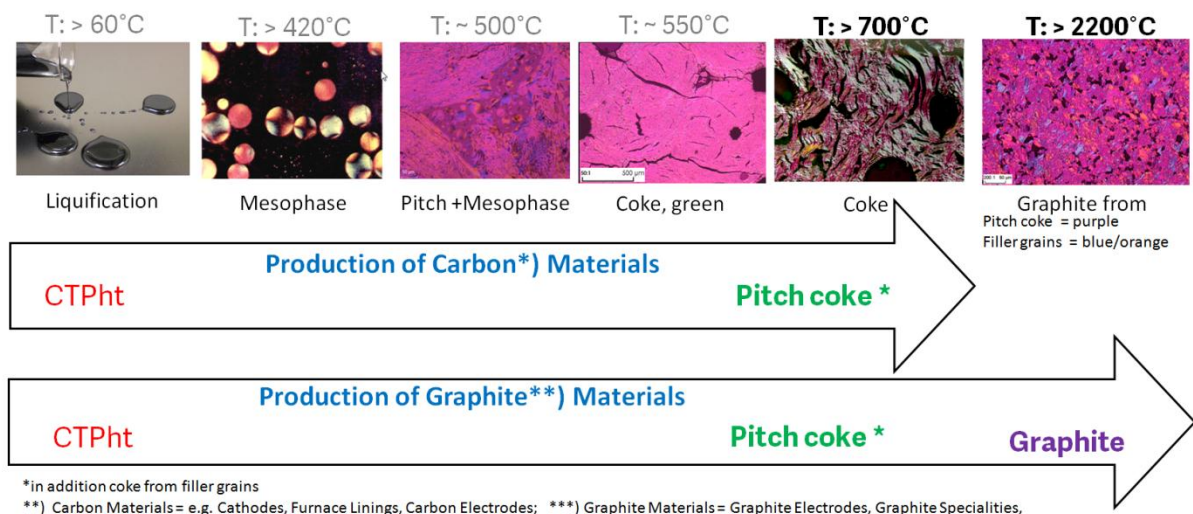 T: > 60°C
T: > 420°C
T: ~ 500°C
T: ~ 550°C
T: > 700°C
T: > 2200°C
500 µm
Liquification
Mesophase
Pitch +Mesophase
Coke, green
Coke
Graphite from
Pitch coke = purple
Filler grains = blue/orange
Production of Carbon*) Materials
CTPht
Pitch coke *
Production of Graphite**) Materials
CTPht
Pitch coke *
Graphite
*in addition coke from filler grains
**) Carbon Materials = e.g. Cathodes, Furnace Linings, Carbon Electrodes; ***) Graphite Materials = Graphite Electrodes, Graphite Specialities,